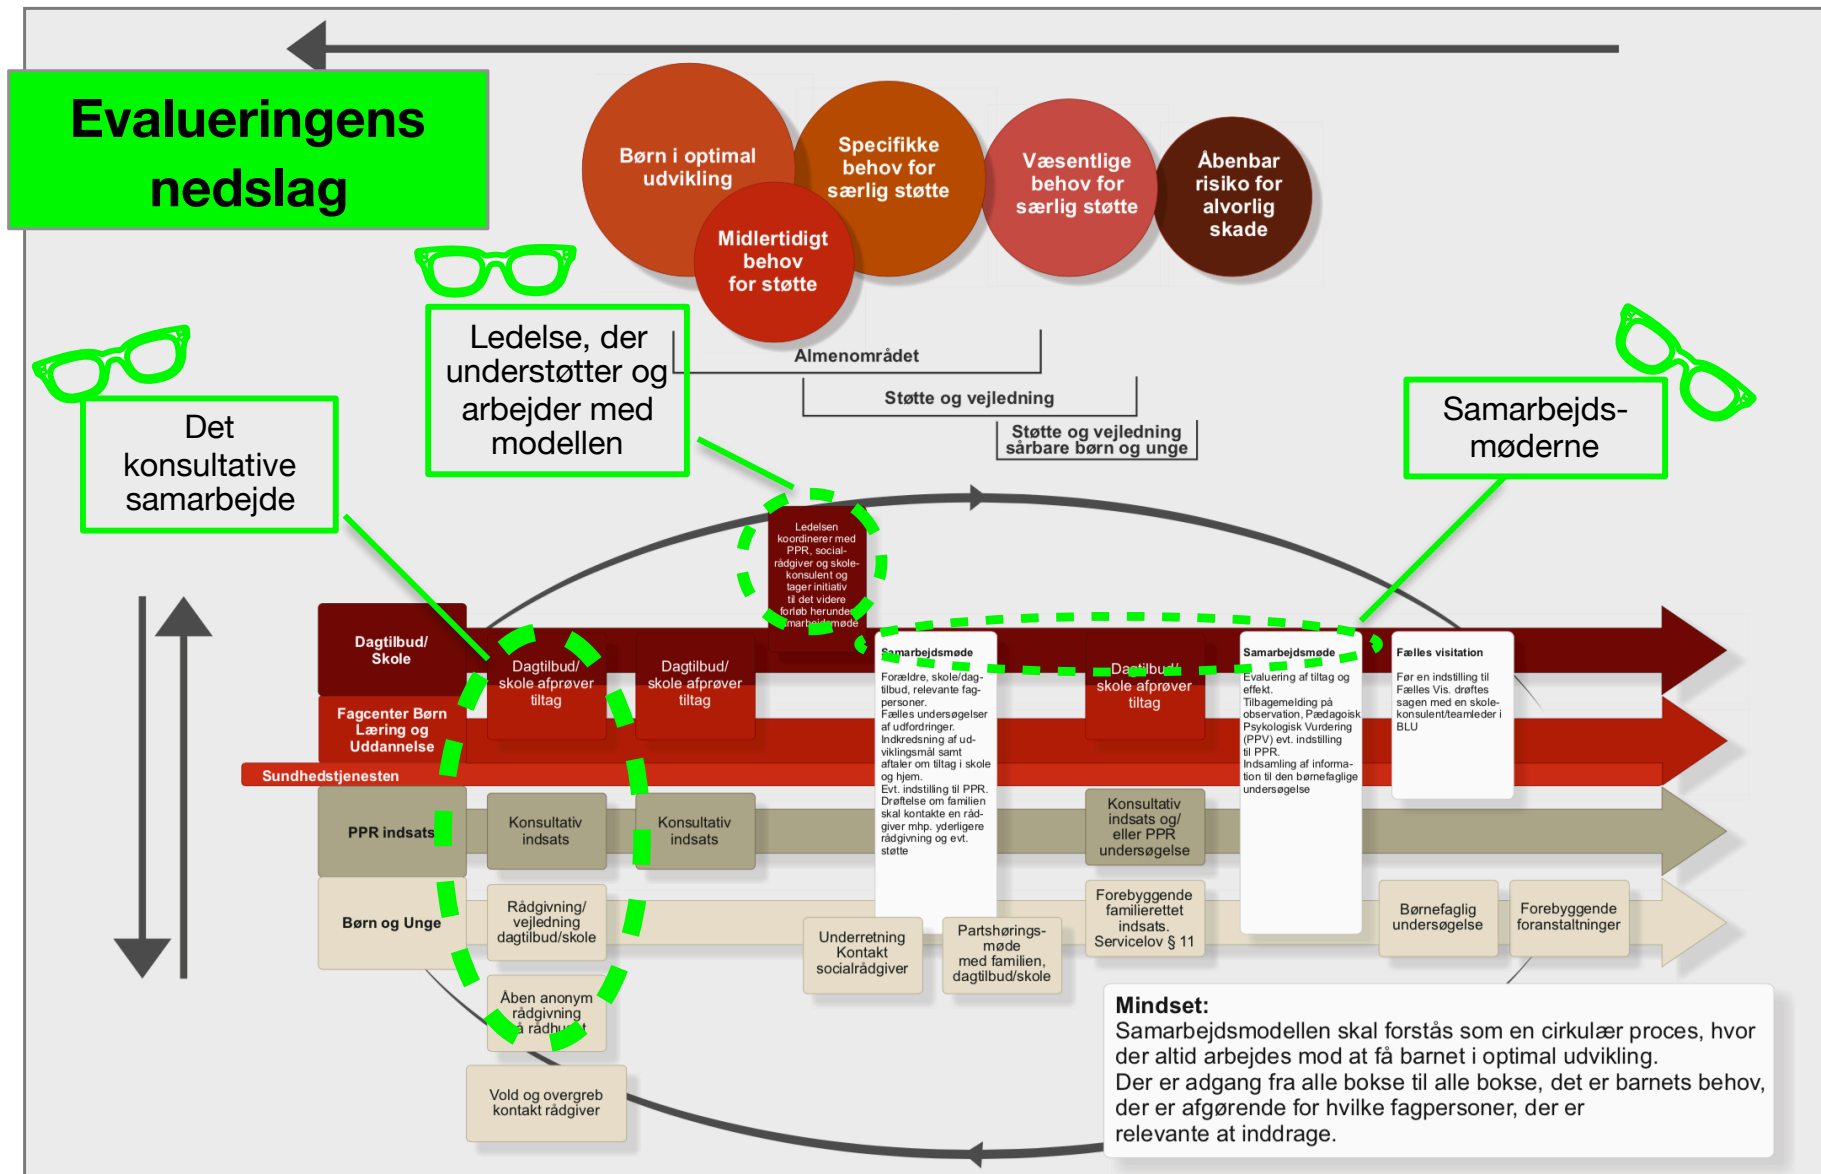 Evalueringens
nedslag
Børn i optimal
udvikling
Specifikke
behov for
særlig støtte
Væsentlige
behov for
særlig støtte
Åbenbar
risiko for
alvorlig
skade
Midlertidigt
behov
for støtte
Ledelse, der
understøtter og
arbejder med
modellen
Det
konsultative
samarbejde
Samarbejds-
møderne
Almenområdet
Støtte og vejledning
Støtte og vejledning
sårbare børn og unge
Ledelsen
koordinerer med
PPR, social-
rådgiver og skole-
konsulent og
tager initiativ
til det videre
forløb herunder
Dagtilbud/
Skole
Dagtilbud/
skole afprøver
tiltag
Dagtilbud/
skole afprøver
tiltag
Samarbejdsmøde
Forældre, skole/dag-
tilbud, relevante fag-
personer.
Fælles undersøgelser
af udfordringer.
Indkredsning af ud-
viklingsmål samt
aftaler om tiltag i skole
og hjem.
Evt. indstilling til PPR.
Drøftelse om familien
skal kontakte en råd-
giver mhp. yderligere
rådgivning og evt.
støtte
Dagtilbud/
skole afprøver
tiltag
Samarbejdsmøde
Evaluering af tiltag og
effekt.
Tilbagemelding på
observation, Pædagoisk
Psykologisk Vurdering
(PPV) evt. indstilling
til PPR.
Indsamling af informa-
tion til den børnefaglige
undersøgelse
Fælles visitation
Før en indstilling til
Fælles Vis. drøftes
sagen med en skole-
konsulent/teamleder i
BLU
Fagcenter Børn
Læring og
Uddannelse
Sundhedstjenesten
PPR indsats
Konsultativ
indsats
Konsultativ
indsats
Konsultativ
indsats og/
eller PPR
undersøgelse
Børn og Unge
Rådgivning/
vejledning
dagtilbud/skole
Underretning
Kontakt
socialrådgiver
Partshørings-
møde
med familien,
dagtilbud/skole
Forebyggende
familierettet
indsats.
Servicelov § 11
Børnefaglig
undersøgelse
Forebyggende
foranstaltninger
Åben anonym
rådgivning
Vold og overgreb
kontakt rådgiver
Mindset:
Samarbejdsmodellen skal forstås som en cirkulær proces, hvor
der altid arbejdes mod at få barnet i optimal udvikling.
Der er adgang fra alle bokse til alle bokse, det er barnets behov,
der er afgørende for hvilke fagpersoner, der er
relevante at inddrage.